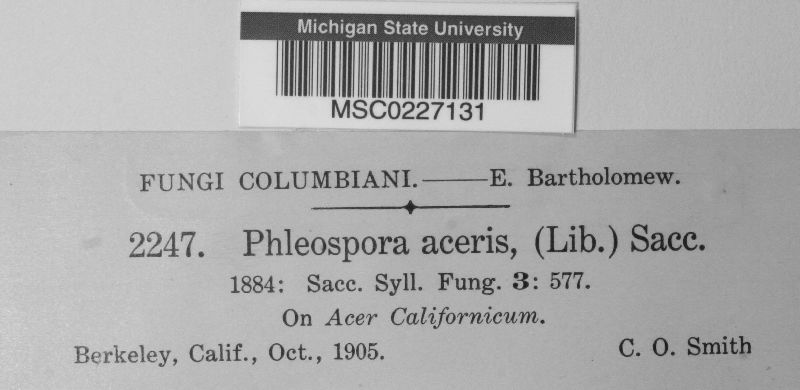 Michigan State University
MSC0227131
FUNGI COLUMBIANI.——E. Bartholomew.
2247. Phleospora aceris, (Lib.) Sacc.
1884: Sacc. Syll. Fung. 3: 577.
On Acer Californicum.
Berkeley, Calif., Oct., 1905. C. O. Smith